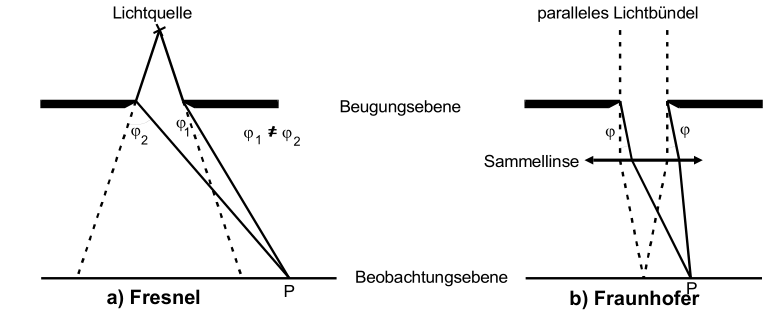 Lichtquelle
paralleles Lichtbündel
Beugungsebene
φ2
φ1
φ1 ≠ φ2
φ
φ
Sammellinse
Beobachtungsebene
P
P
a) Fresnel
b) Fraunhofer